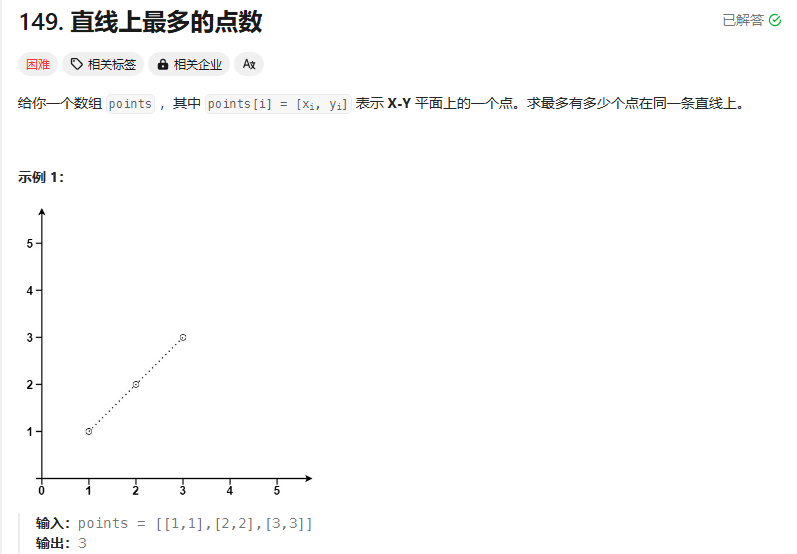 149. 直线上最多的点数
已解答
困难 相关标签 相关企业 Aあ
给你一个数组 points ，其中 points[i] = [xᵢ, yᵢ] 表示 X-Y 平面上的一个点。求最多有多少个点在同一条直线上。
示例 1：
5
4
3
2
1
0 1 2 3 4 5
输入：points = [[1,1],[2,2],[3,3]]
输出：3